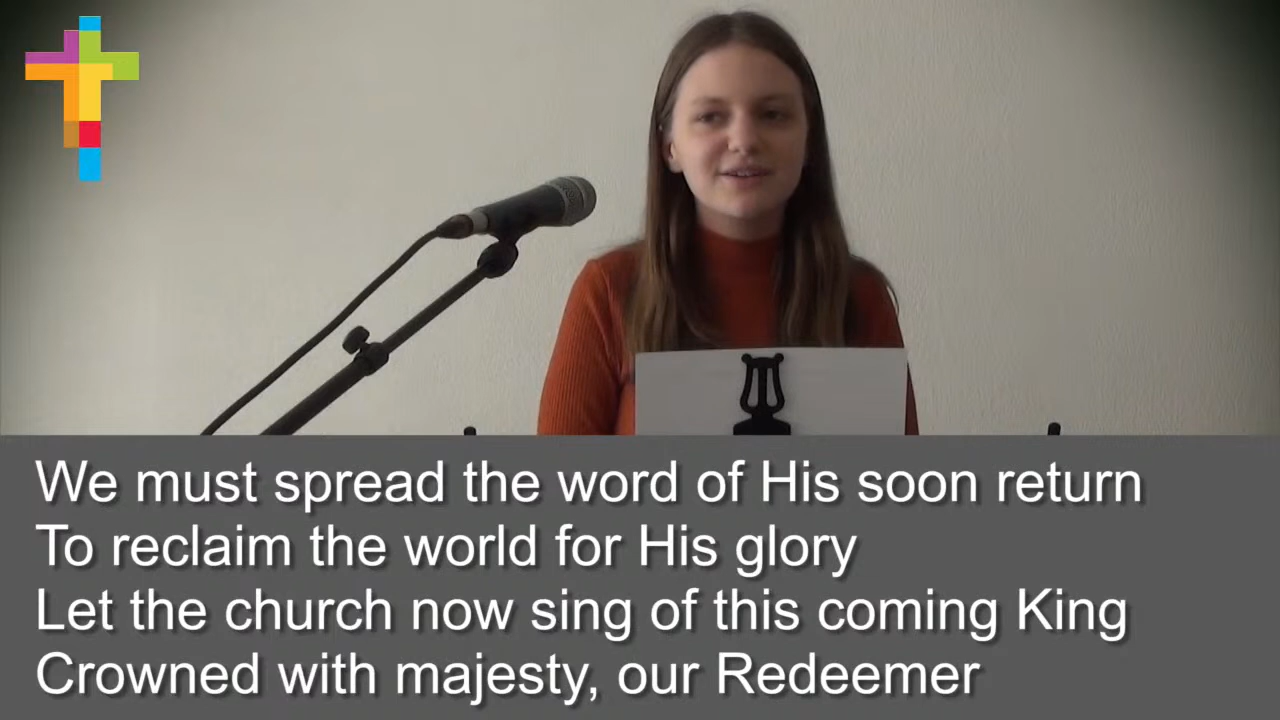 We must spread the word of His soon return
To reclaim the world for His glory
Let the church now sing of this coming King
Crowned with majesty, our Redeemer